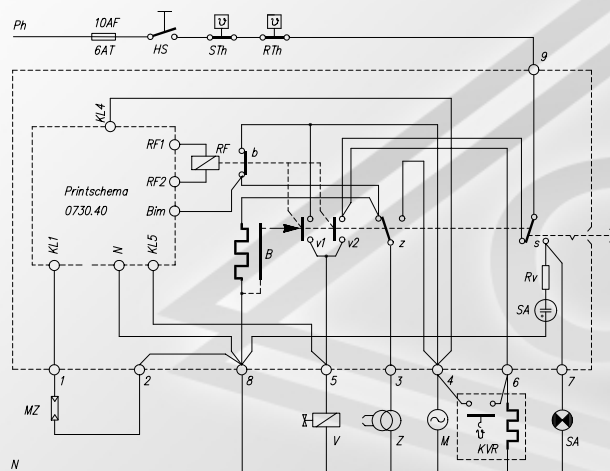 Ph
10AF
6AT
HS
STh
RTh
9
KL4
RF1
RF
b
Printschema
0730.40
RF2
Bim
KL1
N
KL5
B
v1
v2
z
s
Rv
SA
1
2
8
5
3
4
6
7
MZ
V
Z
M
KVR
SA
N